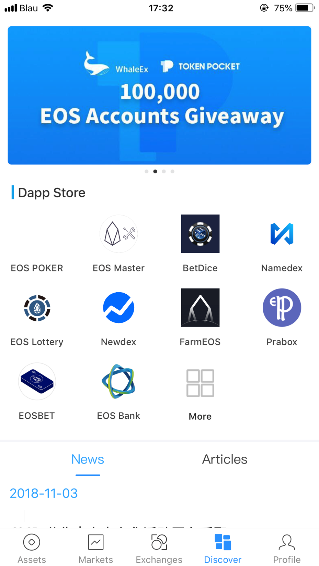 Blau 17:32 75%
WhaleEx TOKEN POCKET
100,000
EOS Accounts Giveaway
Dapp Store
EOS POKER EOS Master BetDice Namedex
EOS Lottery Newdex FarmEOS Prabox
EOSBET EOS Bank More
News Articles
2018-11-03
Assets Markets Exchanges Discover Profile